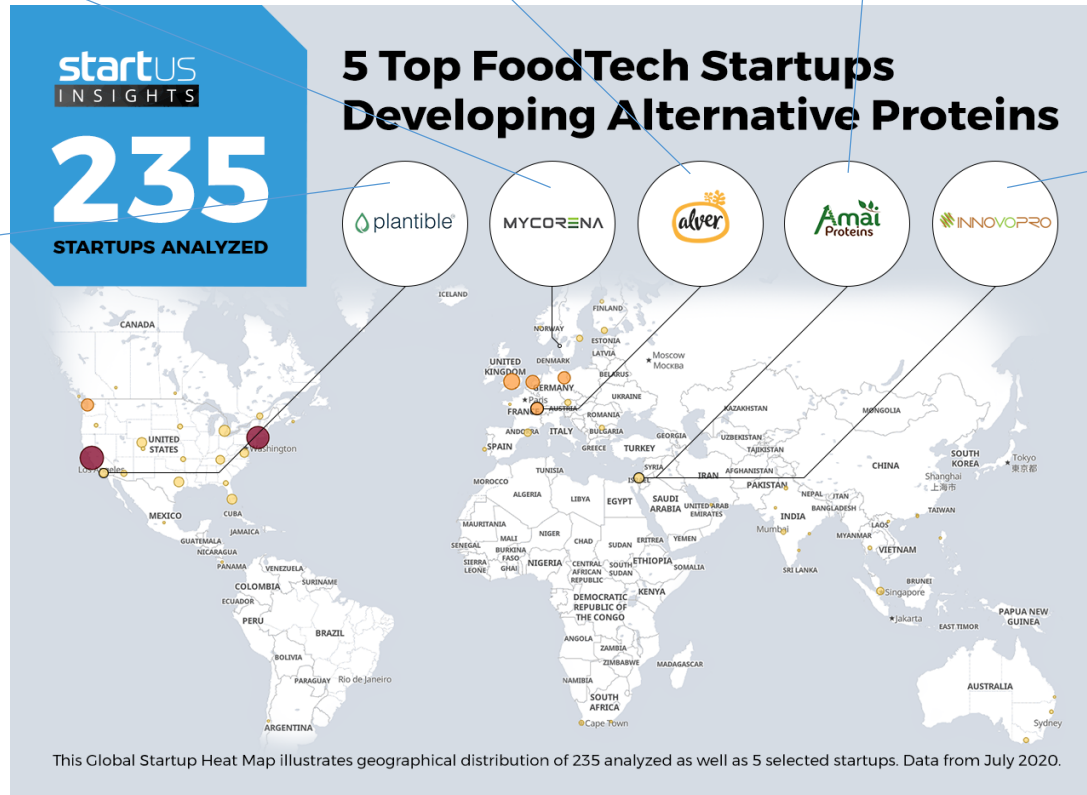 startus
INSIGHTS
235
STARTUPS ANALYZED
5 Top FoodTech Startups
Developing Alternative Proteins
plantible
MYCORENA
alver
Amai
Proteins
INNOVOPRO
ICELAND
CANADA
FINLAND
NORWAY
ESTONIA
LATVIA
Moscow
Москва
UNITED
KINGDOM
DENMARK
BELARUS
GERMANY
Paris
UKRAINE
FRANCE
AUSTRIA
ROMANIA
KAZAKHSTAN
MONGOLIA
ANDORRA
ITALY
BULGARIA
GEORGIA
UZBEKISTAN
UNITED
STATES
Washington
SPAIN
GREECE
TURKEY
TAJIKISTAN
SOUTH
KOREA
Tokyo
東京都
Los Angeles
TUNISIA
SYRIA
ISRAEL
IRAN
AFGHANISTAN
CHINA
Shanghai
上海市
MOROCCO
PAKISTAN
ALGERIA
LIBYA
EGYPT
SAUDI
ARABIA
UNITED ARAB
EMIRATES
NEPAL
BANGLADESH
TAIWAN
MEXICO
CUBA
INDIA
Mumbai
LAOS
MYANMAR
JAMAICA
GUATEMALA
NICARAGUA
MAURITANIA
MALI
NIGER
CHAD
SUDAN
ERITREA
YEMEN
VIETNAM
PANAMA
VENEZUELA
SENEGAL
BURKINA
FASO
SIERRA
LEONE
GHAI
NIGERIA
CENTRAL
AFRICAN
REPUBLIC
SOUTH
SUDAN
ETHIOPIA
SOMALIA
SRI LANKA
COLOMBIA
SURINAME
BRUNEI
Singapore
ECUADOR
KENYA
DEMOCRATIC
REPUBLIC OF
THE CONGO
Jakarta
EAST TIMOR
PAPUA NEW
GUINEA
PERU
BRAZIL
ANGOLA
ZAMBIA
BOLIVIA
ZIMBABWE
MADAGASCAR
PARAGUAY
Rio de Janeiro
NAMIBIA
AUSTRALIA
SOUTH
AFRICA
ARGENTINA
Cape Town
Sydney
This Global Startup Heat Map illustrates geographical distribution of 235 analyzed as well as 5 selected startups. Data from July 2020.